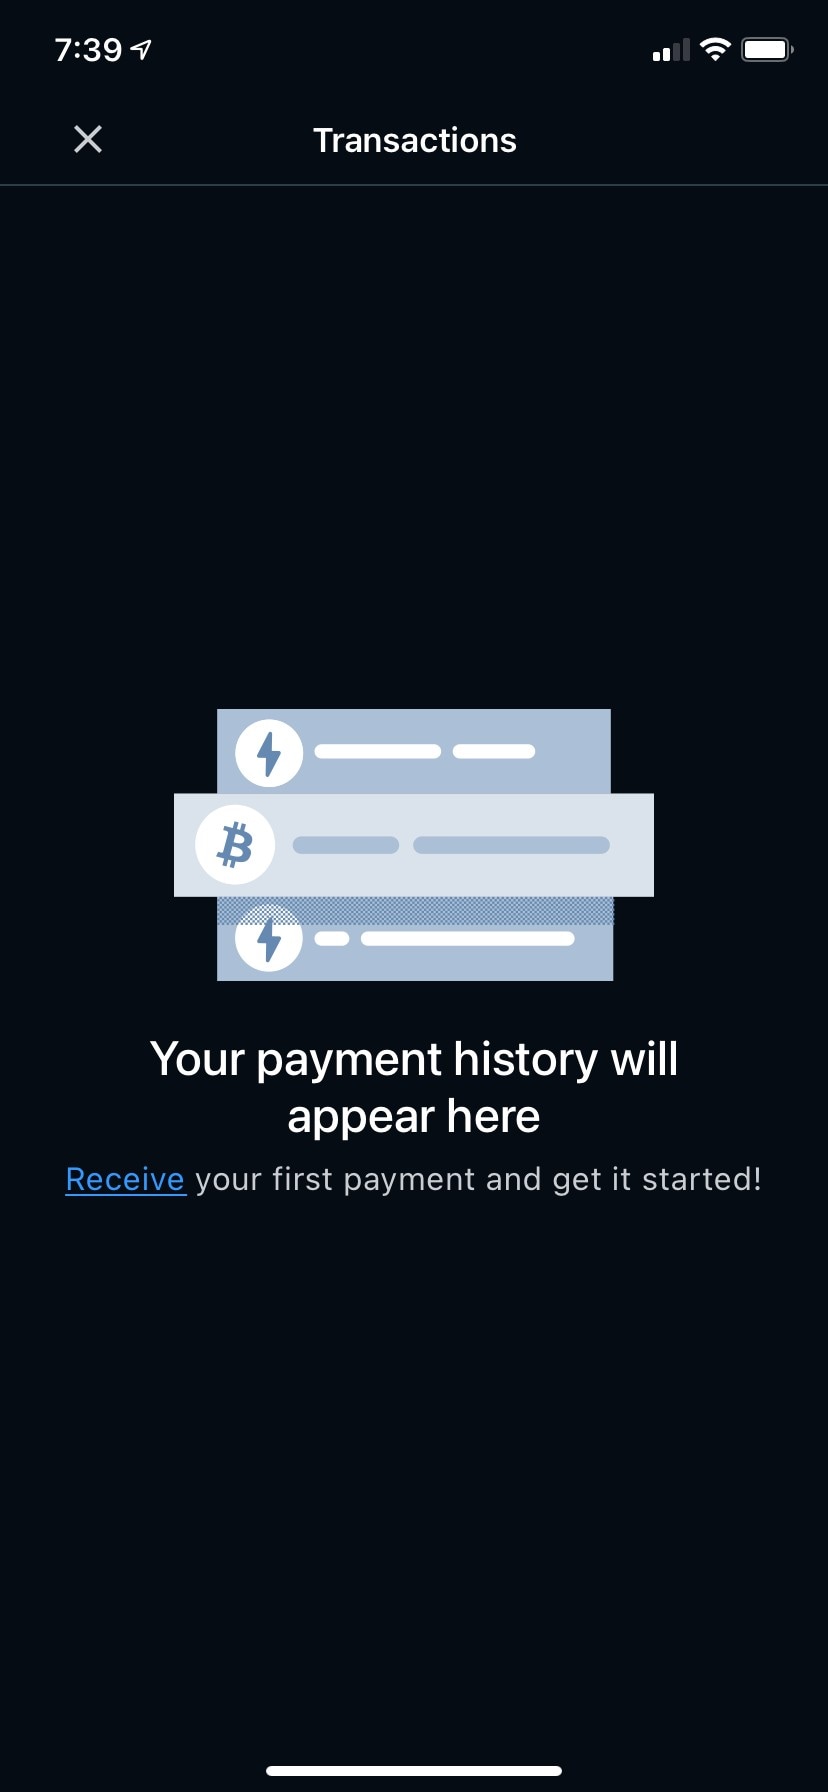 7:39
Transactions
Your payment history will
appear here
Receive your first payment and get it started!